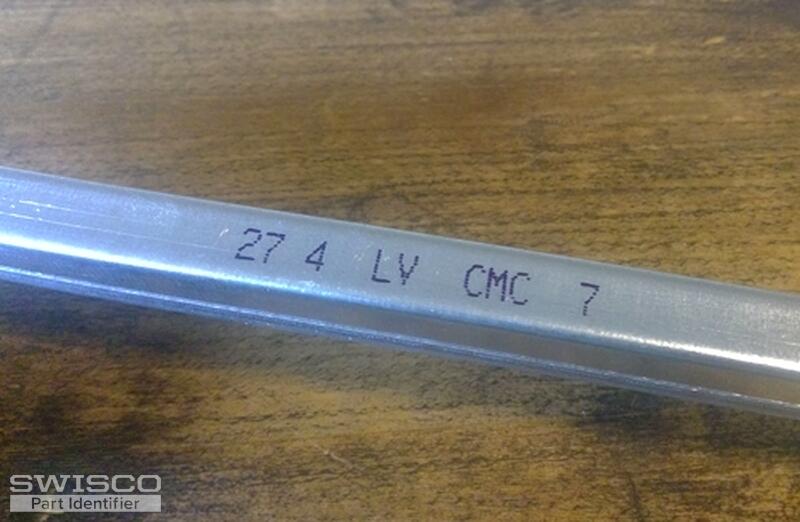 27 4 LV CMC 7
SWISCO
Part Identifier